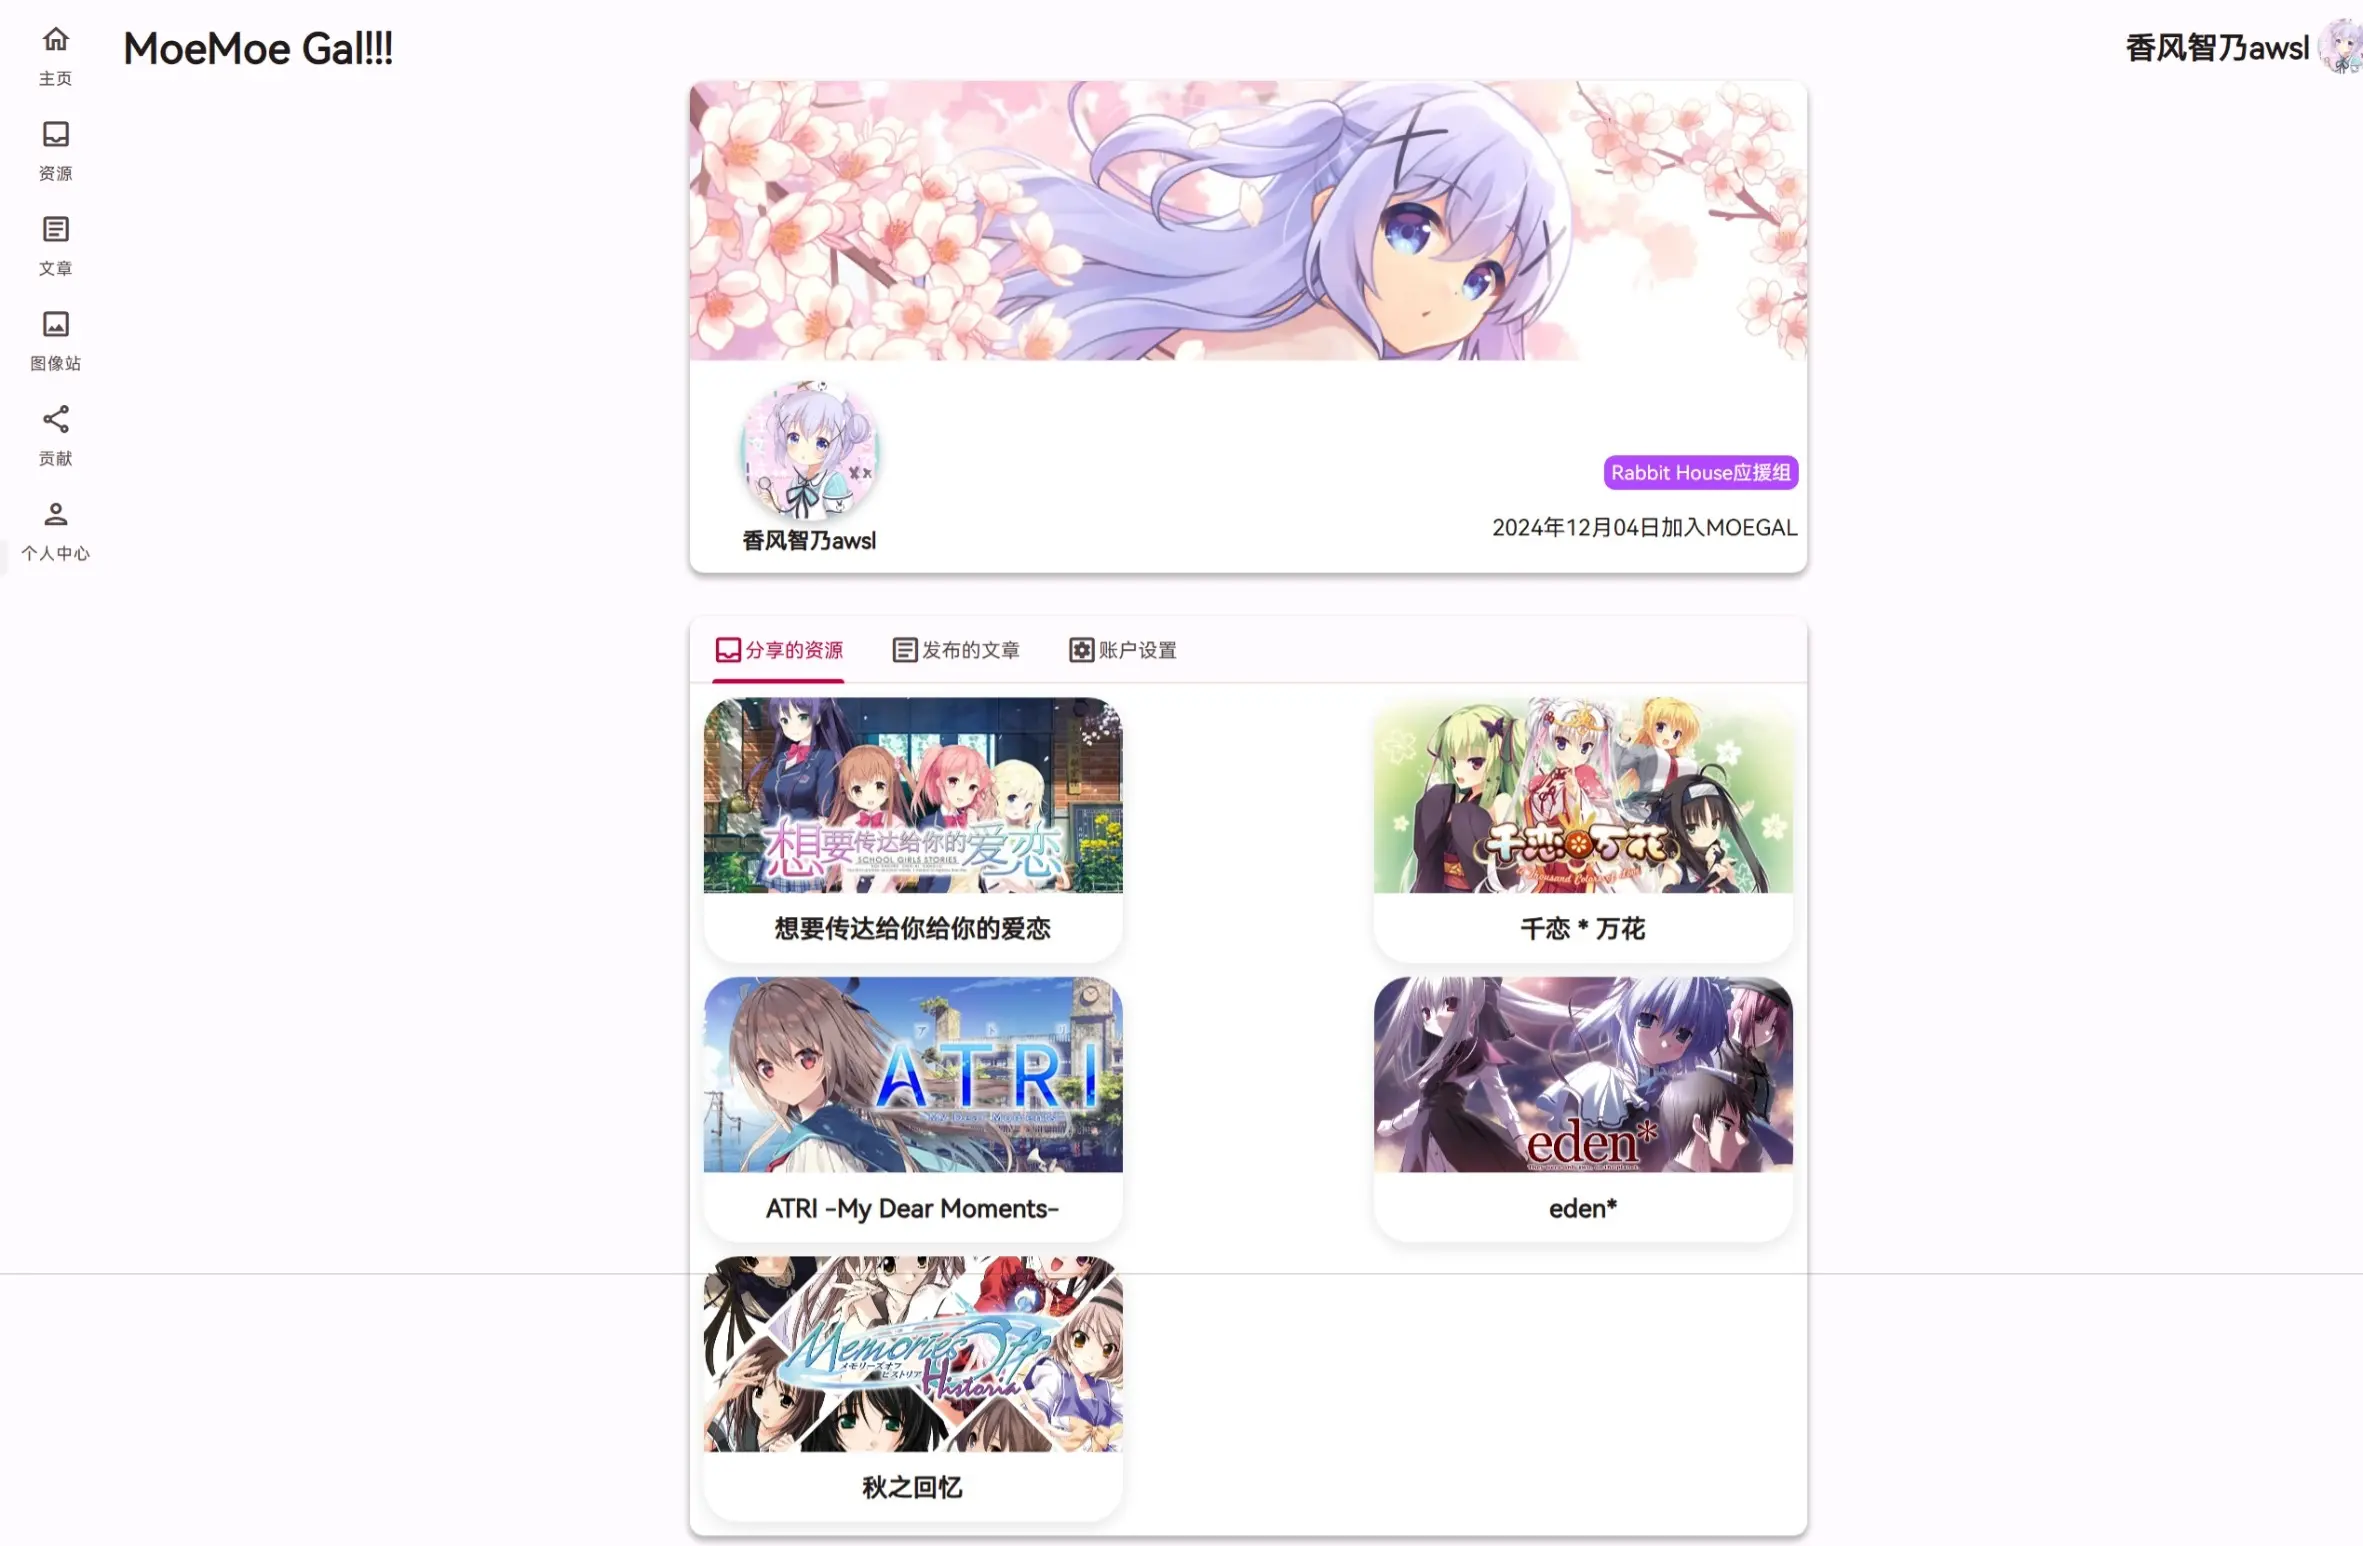 MoeMoe Gal!!!
香风智乃awsl
主页
资源
文章
图像站
贡献
个人中心
Rabbit House应援组
2024年12月04日加入MOEGAL
香风智乃awsl
分享的资源
发布的文章
账户设置
想要传达给你的爱恋
SCHOOL GIRLS STORIES
想要传达给你给你的爱恋
千恋万花
千恋 * 万花
アトリ
ATRI
My Dear Moments
ATRI -My Dear Moments-
eden*
eden*
Memories Off
メモリーズオフ
ヒストリア
Historia
秋之回忆